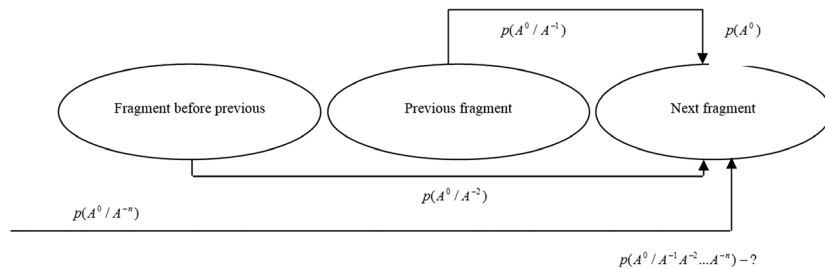 p(A⁰ / A⁻¹)
p(A⁰)
Fragment before previous
Previous fragment
Next fragment
p(A⁰ / A⁻²)
p(A⁰ / A⁻ⁿ)
p(A⁰ / A⁻¹A⁻²...A⁻ⁿ) – ?